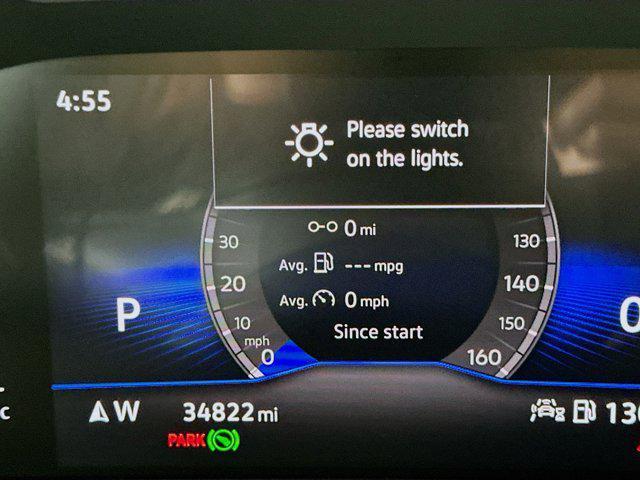 4:55
Please switch
on the lights.
0 mi
Avg. --- mpg
Avg. 0 mph
Since start
30
20
10
mph
0
130
140
150
160
P
0
C
W
34822 mi
PARK